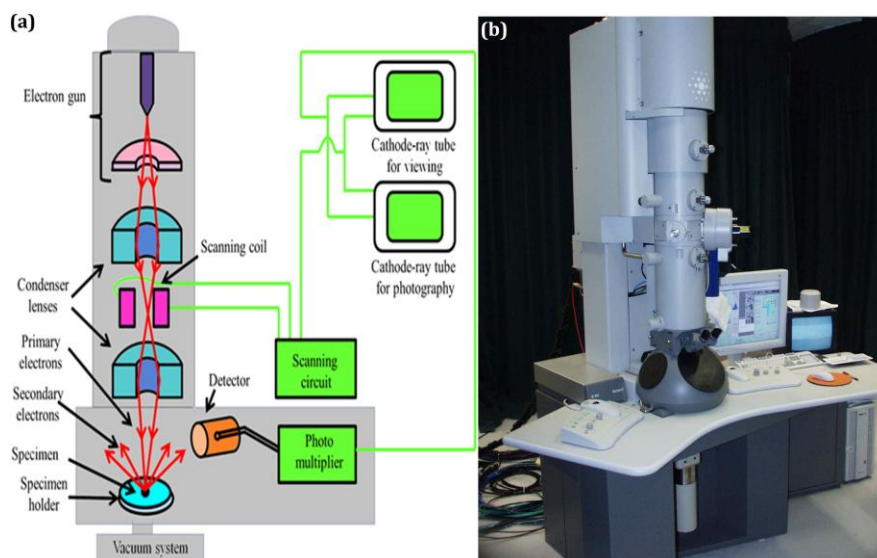 (a)
Electron gun
Condenser
lenses
Primary
electrons
Secondary
electrons
Specimen
Specimen
holder
Vacuum system
Scanning coil
Detector
Scanning
circuit
Photo
multiplier
Cathode-ray tube
for viewing
Cathode-ray tube
for photography
(b)